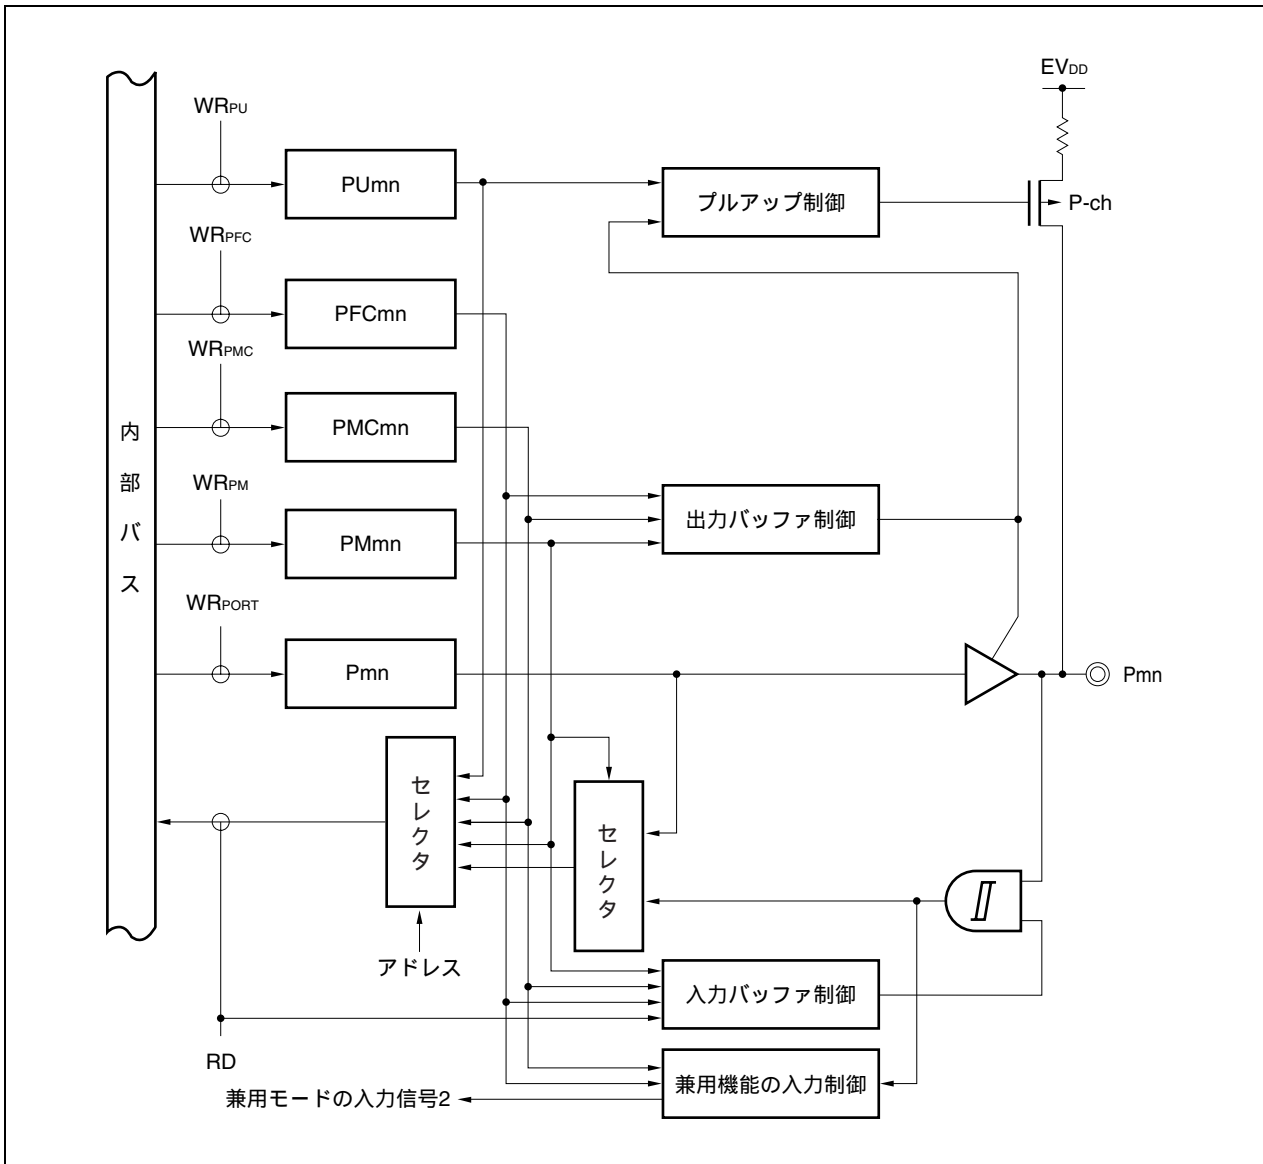 EVDD
WRPU
PUmn
プルアップ制御
P-ch
WRPFC
PFCmn
WRPMC
PMCmn
内部バス
WRPM
PMmn
出力バッファ制御
WRPORT
Pmn
Pmn
セレクタ
セレクタ
アドレス
入力バッファ制御
RD
兼用機能の入力制御
兼用モードの入力信号2